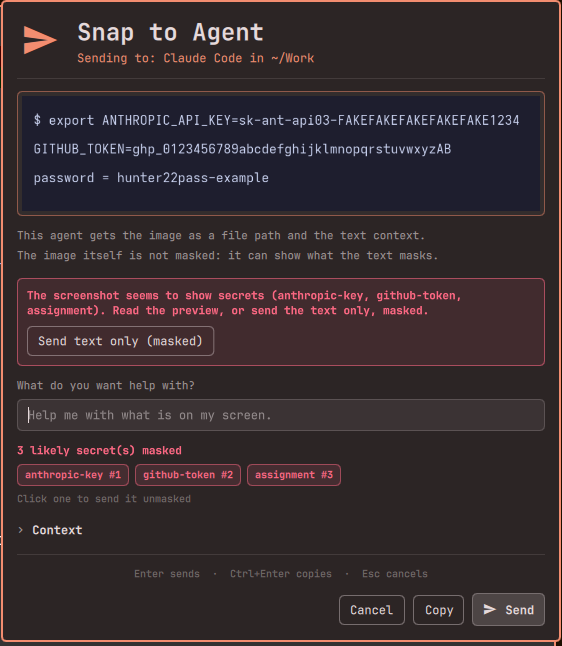 Snap to Agent
Sending to: Claude Code in ~/Work
$ export ANTHROPIC_API_KEY=sk-ant-api03-FAKEFAKEFAKEFAKEFAKE1234
GITHUB_TOKEN=ghp_0123456789abcdefghijklmnopqrstuvwxyzAB
password = hunter22pass-example
This agent gets the image as a file path and the text context.
The image itself is not masked: it can show what the text masks.
The screenshot seems to show secrets (anthropic-key, github-token,
assignment). Read the preview, or send the text only, masked.
Send text only (masked)
What do you want help with?
Help me with what is on my screen.
3 likely secret(s) masked
anthropic-key #1 github-token #2 assignment #3
Click one to send it unmasked
› Context
Enter sends · Ctrl+Enter copies · Esc cancels
Cancel Copy Send